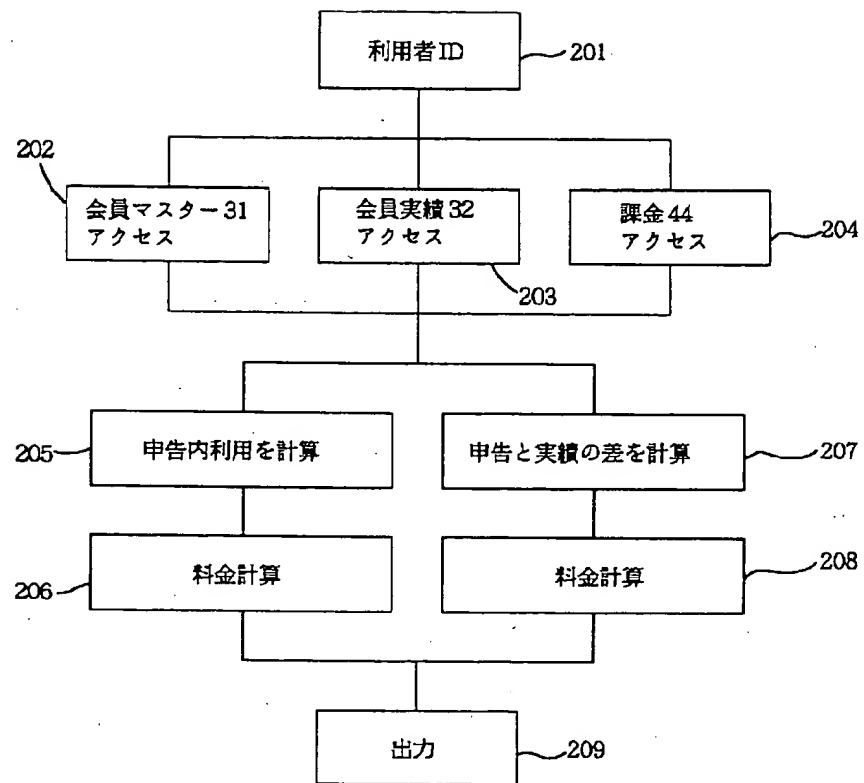 利用者ID
201
202
会員マスター31
アクセス
会員実績32
アクセス
課金44
アクセス
204
203
205
申告内利用を計算
申告と実績の差を計算
207
206
料金計算
料金計算
208
出力
209